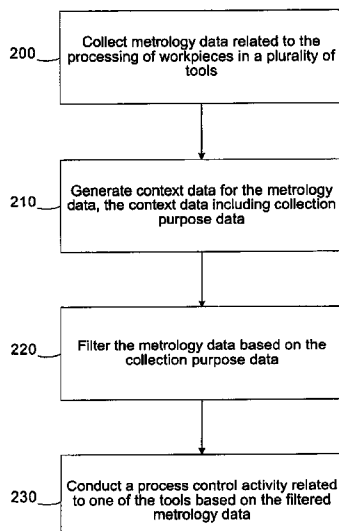 200
Collect metrology data related to the
processing of workpieces in a plurality of
tools
210
Generate context data for the metrology
data, the context data including collection
purpose data
220
Filter the metrology data based on the
collection purpose data
230
Conduct a process control activity related
to one of the tools based on the filtered
metrology data